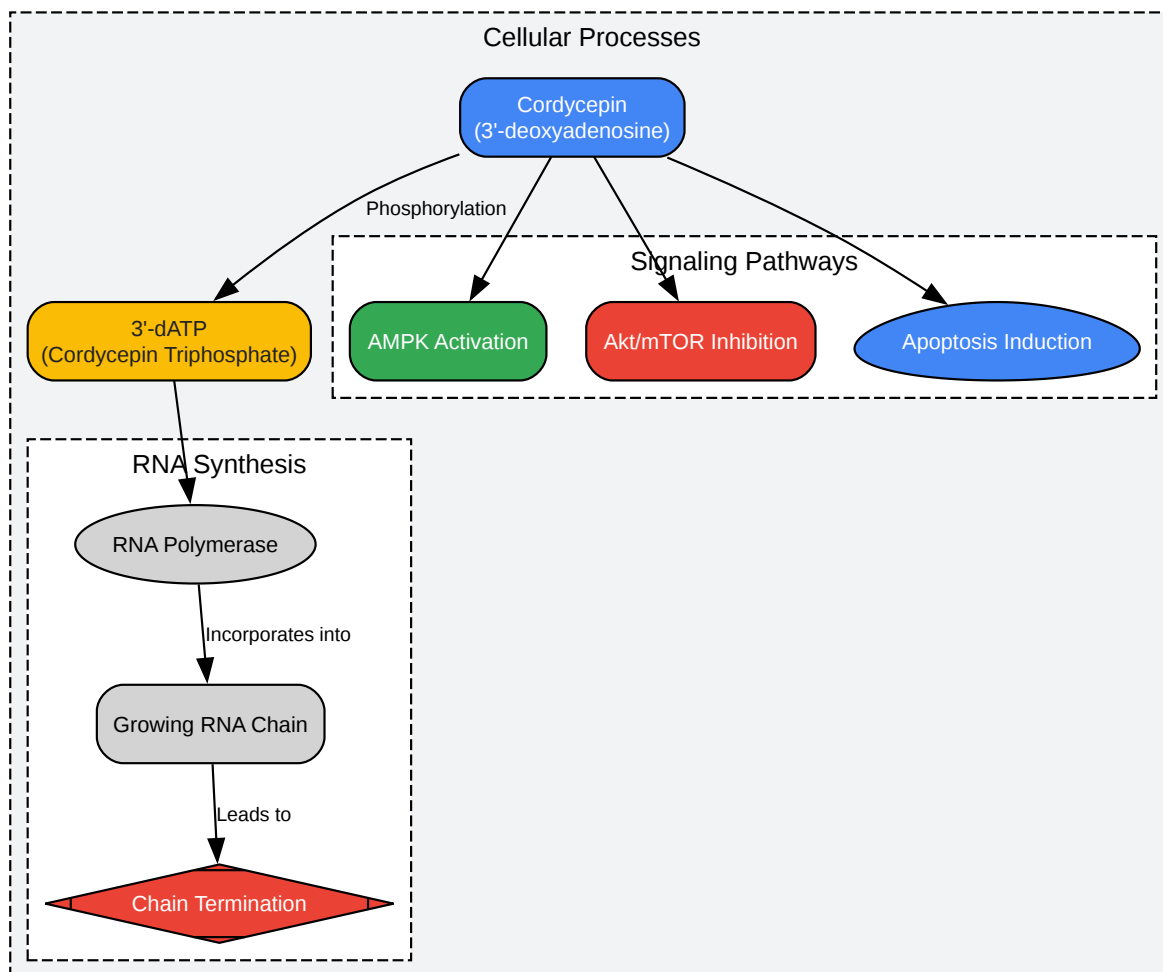 Cellular Processes
Cordycepin
(3'-deoxyadenosine)
Phosphorylation
Signaling Pathways
3'-dATP
(Cordycepin Triphosphate)
AMPK Activation
Akt/mTOR Inhibition
Apoptosis Induction
RNA Synthesis
RNA Polymerase
Incorporates into
Growing RNA Chain
Leads to
Chain Termination